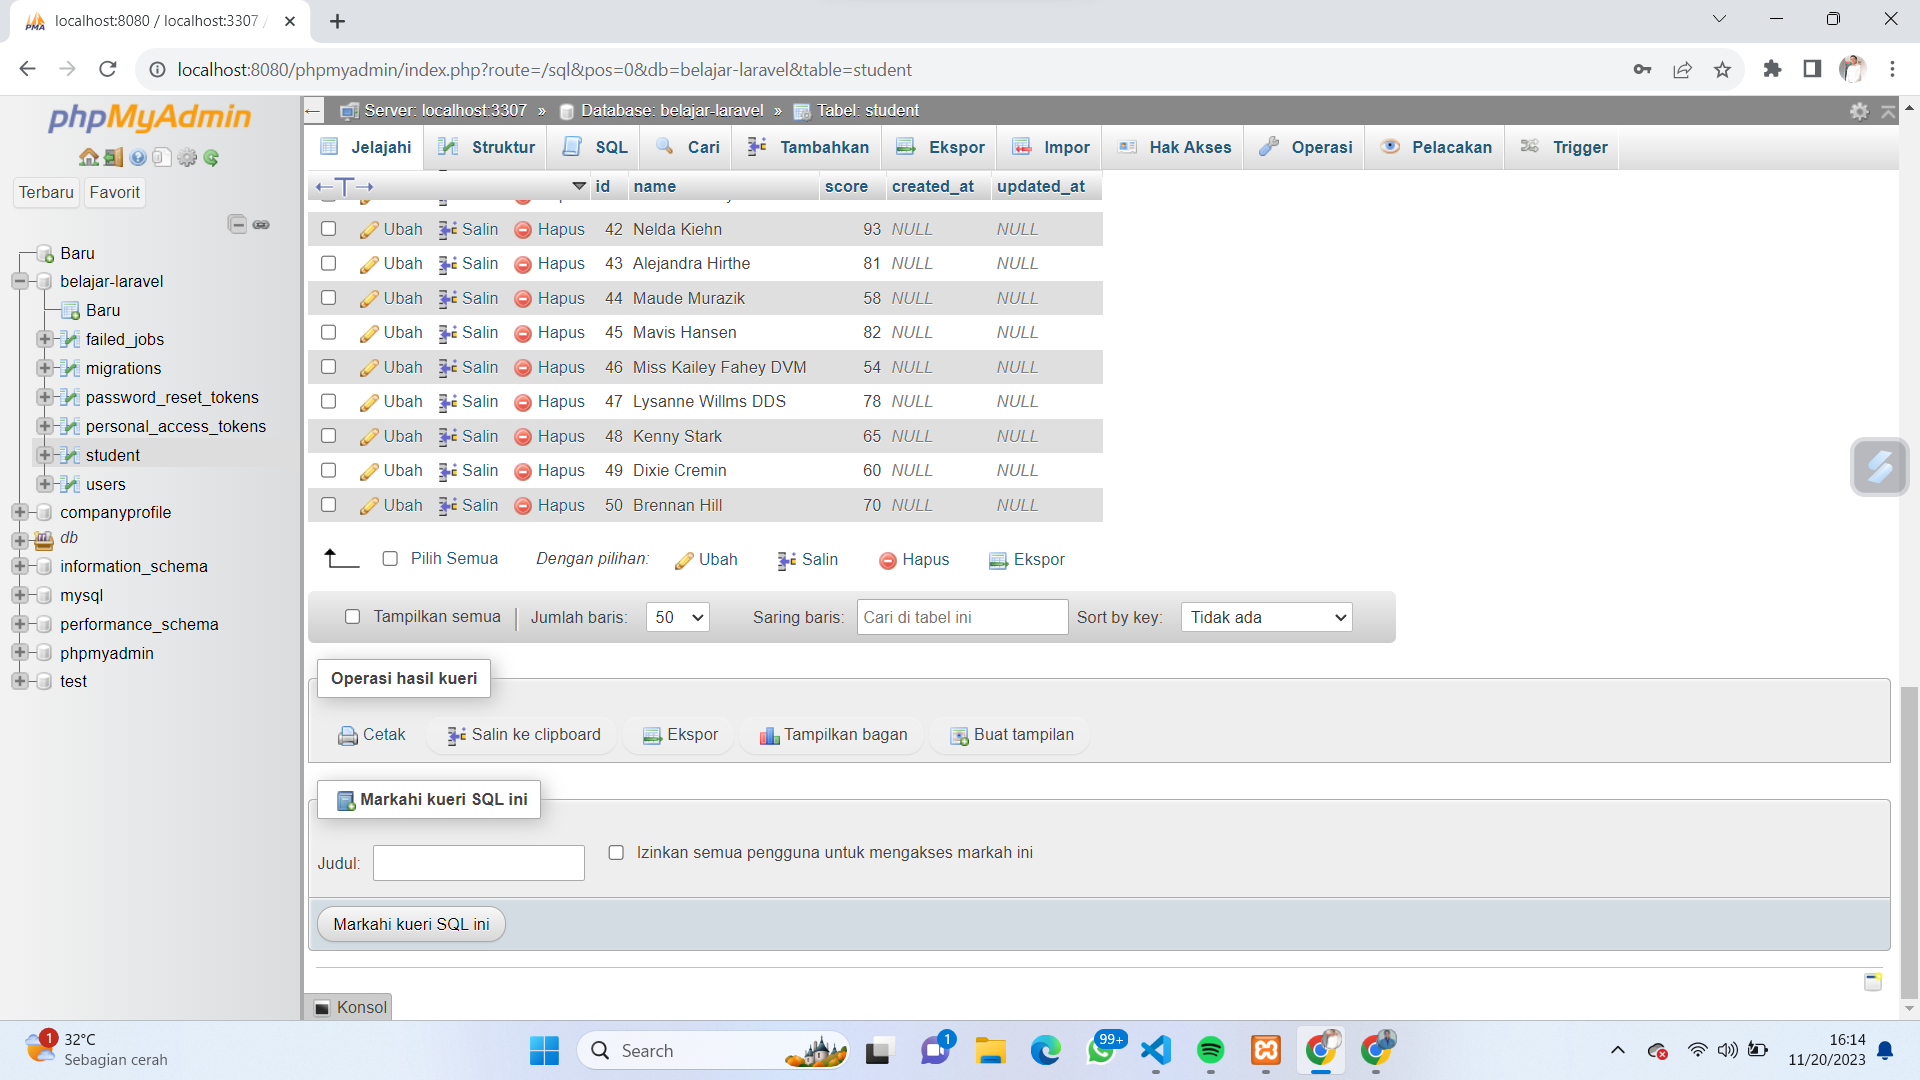 localhost:8080 / localhost:3307 /
localhost:8080/phpmyadmin/index.php?route=/sql&pos=0&db=belajar-laravel&table=student
phpMyAdmin
Terbaru Favorit
Baru
belajar-laravel
Baru
failed_jobs
migrations
password_reset_tokens
personal_access_tokens
student
users
companyprofile
db
information_schema
mysql
performance_schema
phpmyadmin
test
Server: localhost:3307 » Database: belajar-laravel » Tabel: student
Jelajahi Struktur SQL Cari Tambahkan Ekspor Impor Hak Akses Operasi Pelacakan Trigger
←T→ id name score created_at updated_at
Ubah Salin Hapus 42 Nelda Kiehn 93 NULL NULL
Ubah Salin Hapus 43 Alejandra Hirthe 81 NULL NULL
Ubah Salin Hapus 44 Maude Murazik 58 NULL NULL
Ubah Salin Hapus 45 Mavis Hansen 82 NULL NULL
Ubah Salin Hapus 46 Miss Kailey Fahey DVM 54 NULL NULL
Ubah Salin Hapus 47 Lysanne Willms DDS 78 NULL NULL
Ubah Salin Hapus 48 Kenny Stark 65 NULL NULL
Ubah Salin Hapus 49 Dixie Cremin 60 NULL NULL
Ubah Salin Hapus 50 Brennan Hill 70 NULL NULL
Pilih Semua Dengan pilihan: Ubah Salin Hapus Ekspor
Tampilkan semua Jumlah baris: 50 Saring baris: Cari di tabel ini Sort by key: Tidak ada
Operasi hasil kueri
Cetak Salin ke clipboard Ekspor Tampilkan bagan Buat tampilan
Markahi kueri SQL ini
Judul: Izinkan semua pengguna untuk mengakses markah ini
Markahi kueri SQL ini
Konsol
1 32°C
Sebagian cerah
Search
1
99+
16:14
11/20/2023